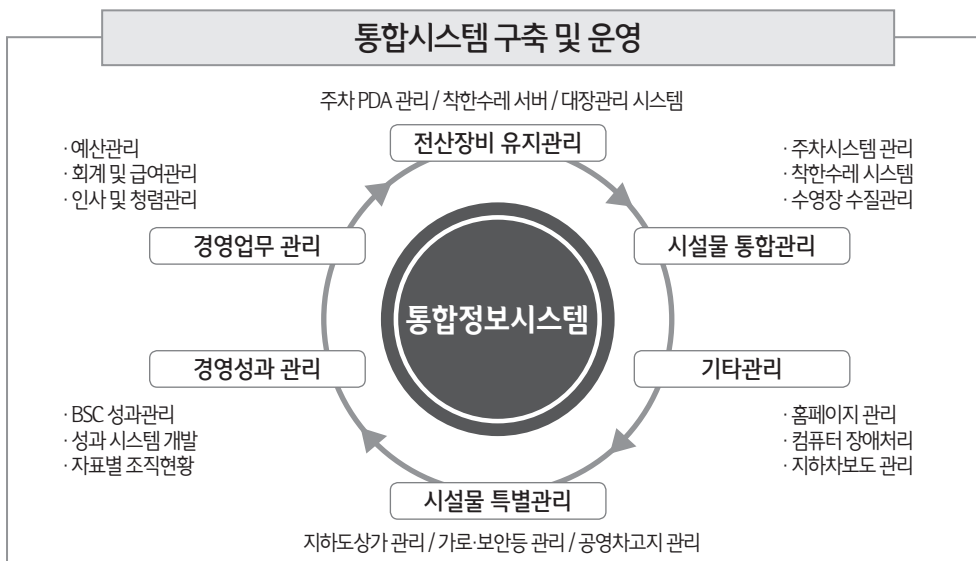 통합시스템 구축 및 운영
주차 PDA 관리 / 착한수레 서버 / 대장관리 시스템
전산장비 유지관리
· 예산관리
· 회계 및 급여관리
· 인사 및 청렴관리
· 주차시스템 관리
· 착한수레 시스템
· 수영장 수질관리
경영업무 관리
시설물 통합관리
통합정보시스템
경영성과 관리
기타관리
· BSC 성과관리
· 성과 시스템 개발
· 자표별 조직현황
· 홈페이지 관리
· 컴퓨터 장애처리
· 지하차보도 관리
시설물 특별관리
지하도상가 관리 / 가로·보안등 관리 / 공영차고지 관리